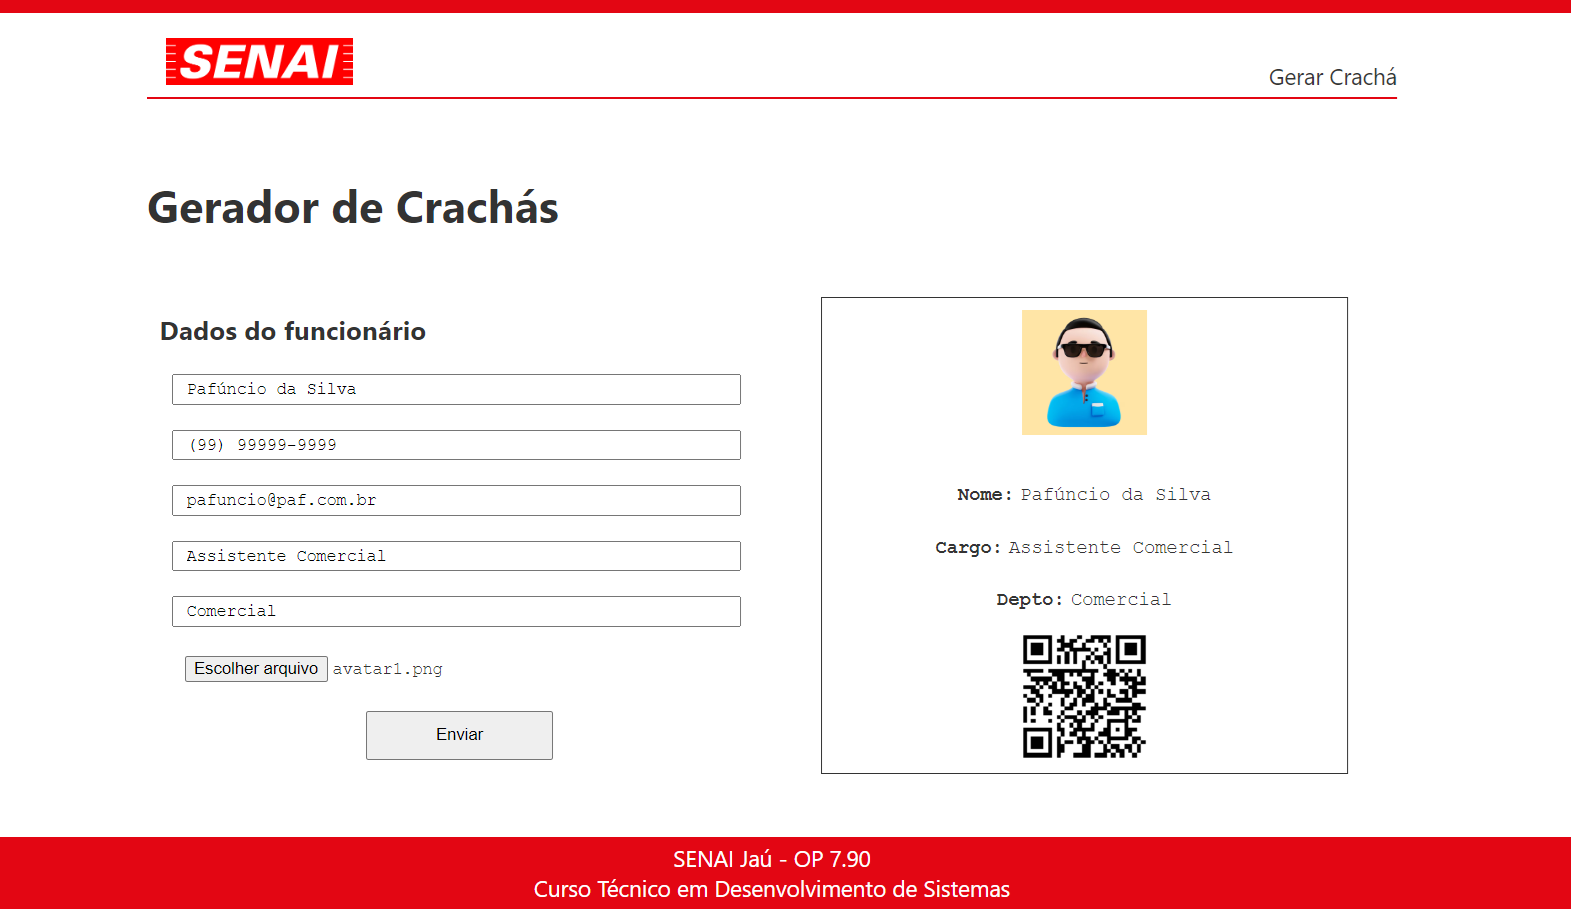 SENAI
Gerar Crachá
Gerador de Crachás
Dados do funcionário
Pafúncio da Silva
(99) 99999-9999
pafuncio@paf.com.br
Assistente Comercial
Comercial
Escolher arquivo avatar1.png
Enviar
Nome: Pafúncio da Silva
Cargo: Assistente Comercial
Depto: Comercial
SENAI Jaú - OP 7.90
Curso Técnico em Desenvolvimento de Sistemas